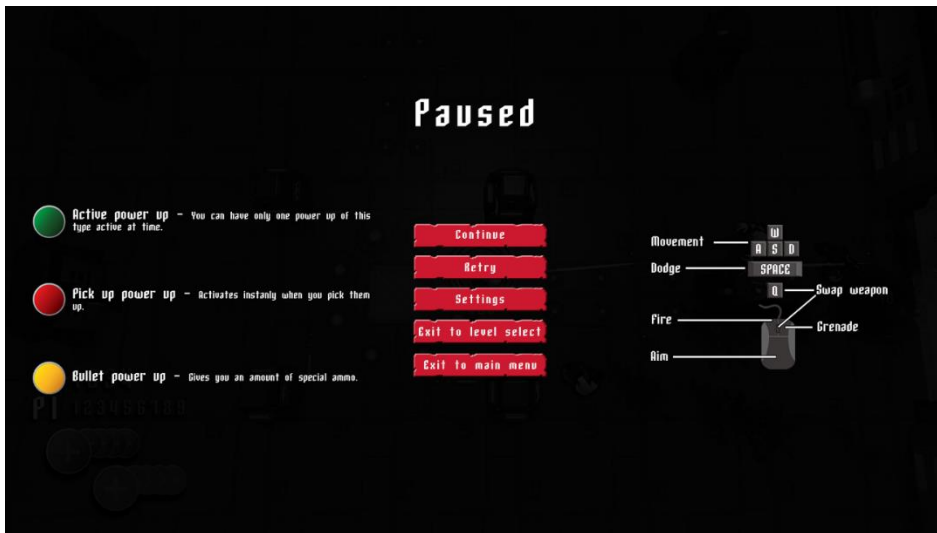 Paused
Active power up - You can have only one power up of this
type active at time.
Pick up power up - Activates instanly when you pick them
up.
Bullet power up - Gives you an amount of special ammo.
Continue
Retry
Settings
Exit to level select
Exit to main menu
W
Movement
A S D
Dodge
SPACE
Q
Swap weapon
Fire
Grenade
Aim
P1